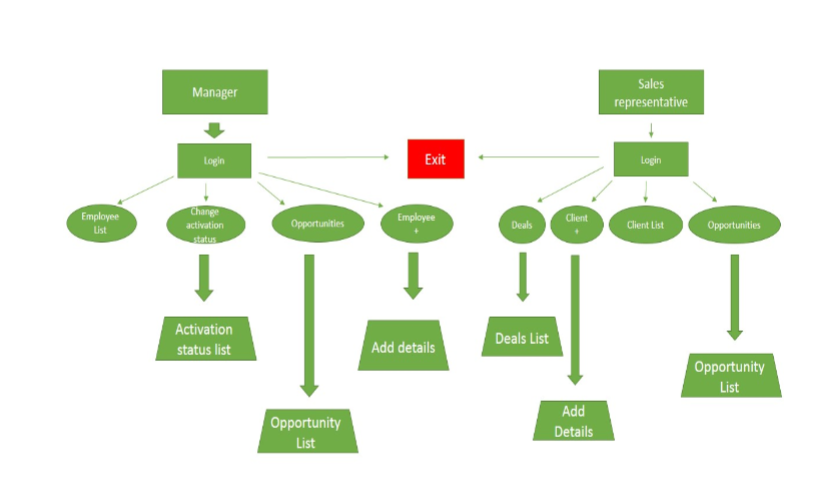 Manager
Sales
representative
Login
Exit
Login
Employee
List
Change
activation
status
Opportunities
Employee
+
Deals
Client
+
Client List
Opportunities
Activation
status list
Add details
Deals List
Opportunity
List
Opportunity
List
Add
Details